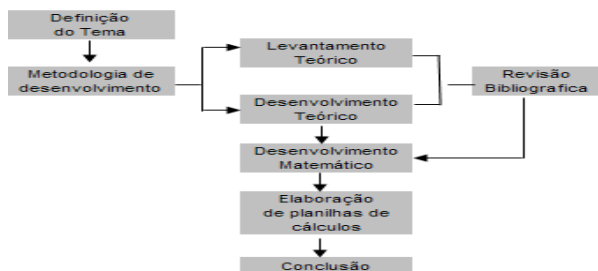 Definição
do Tema
Metodologia de
desenvolvimento
Levantamento
Teórico
Desenvolvimento
Teórico
Revisão
Bibliografica
Desenvolvimento
Matemático
Elaboração
de planilhas de
cálculos
Conclusão